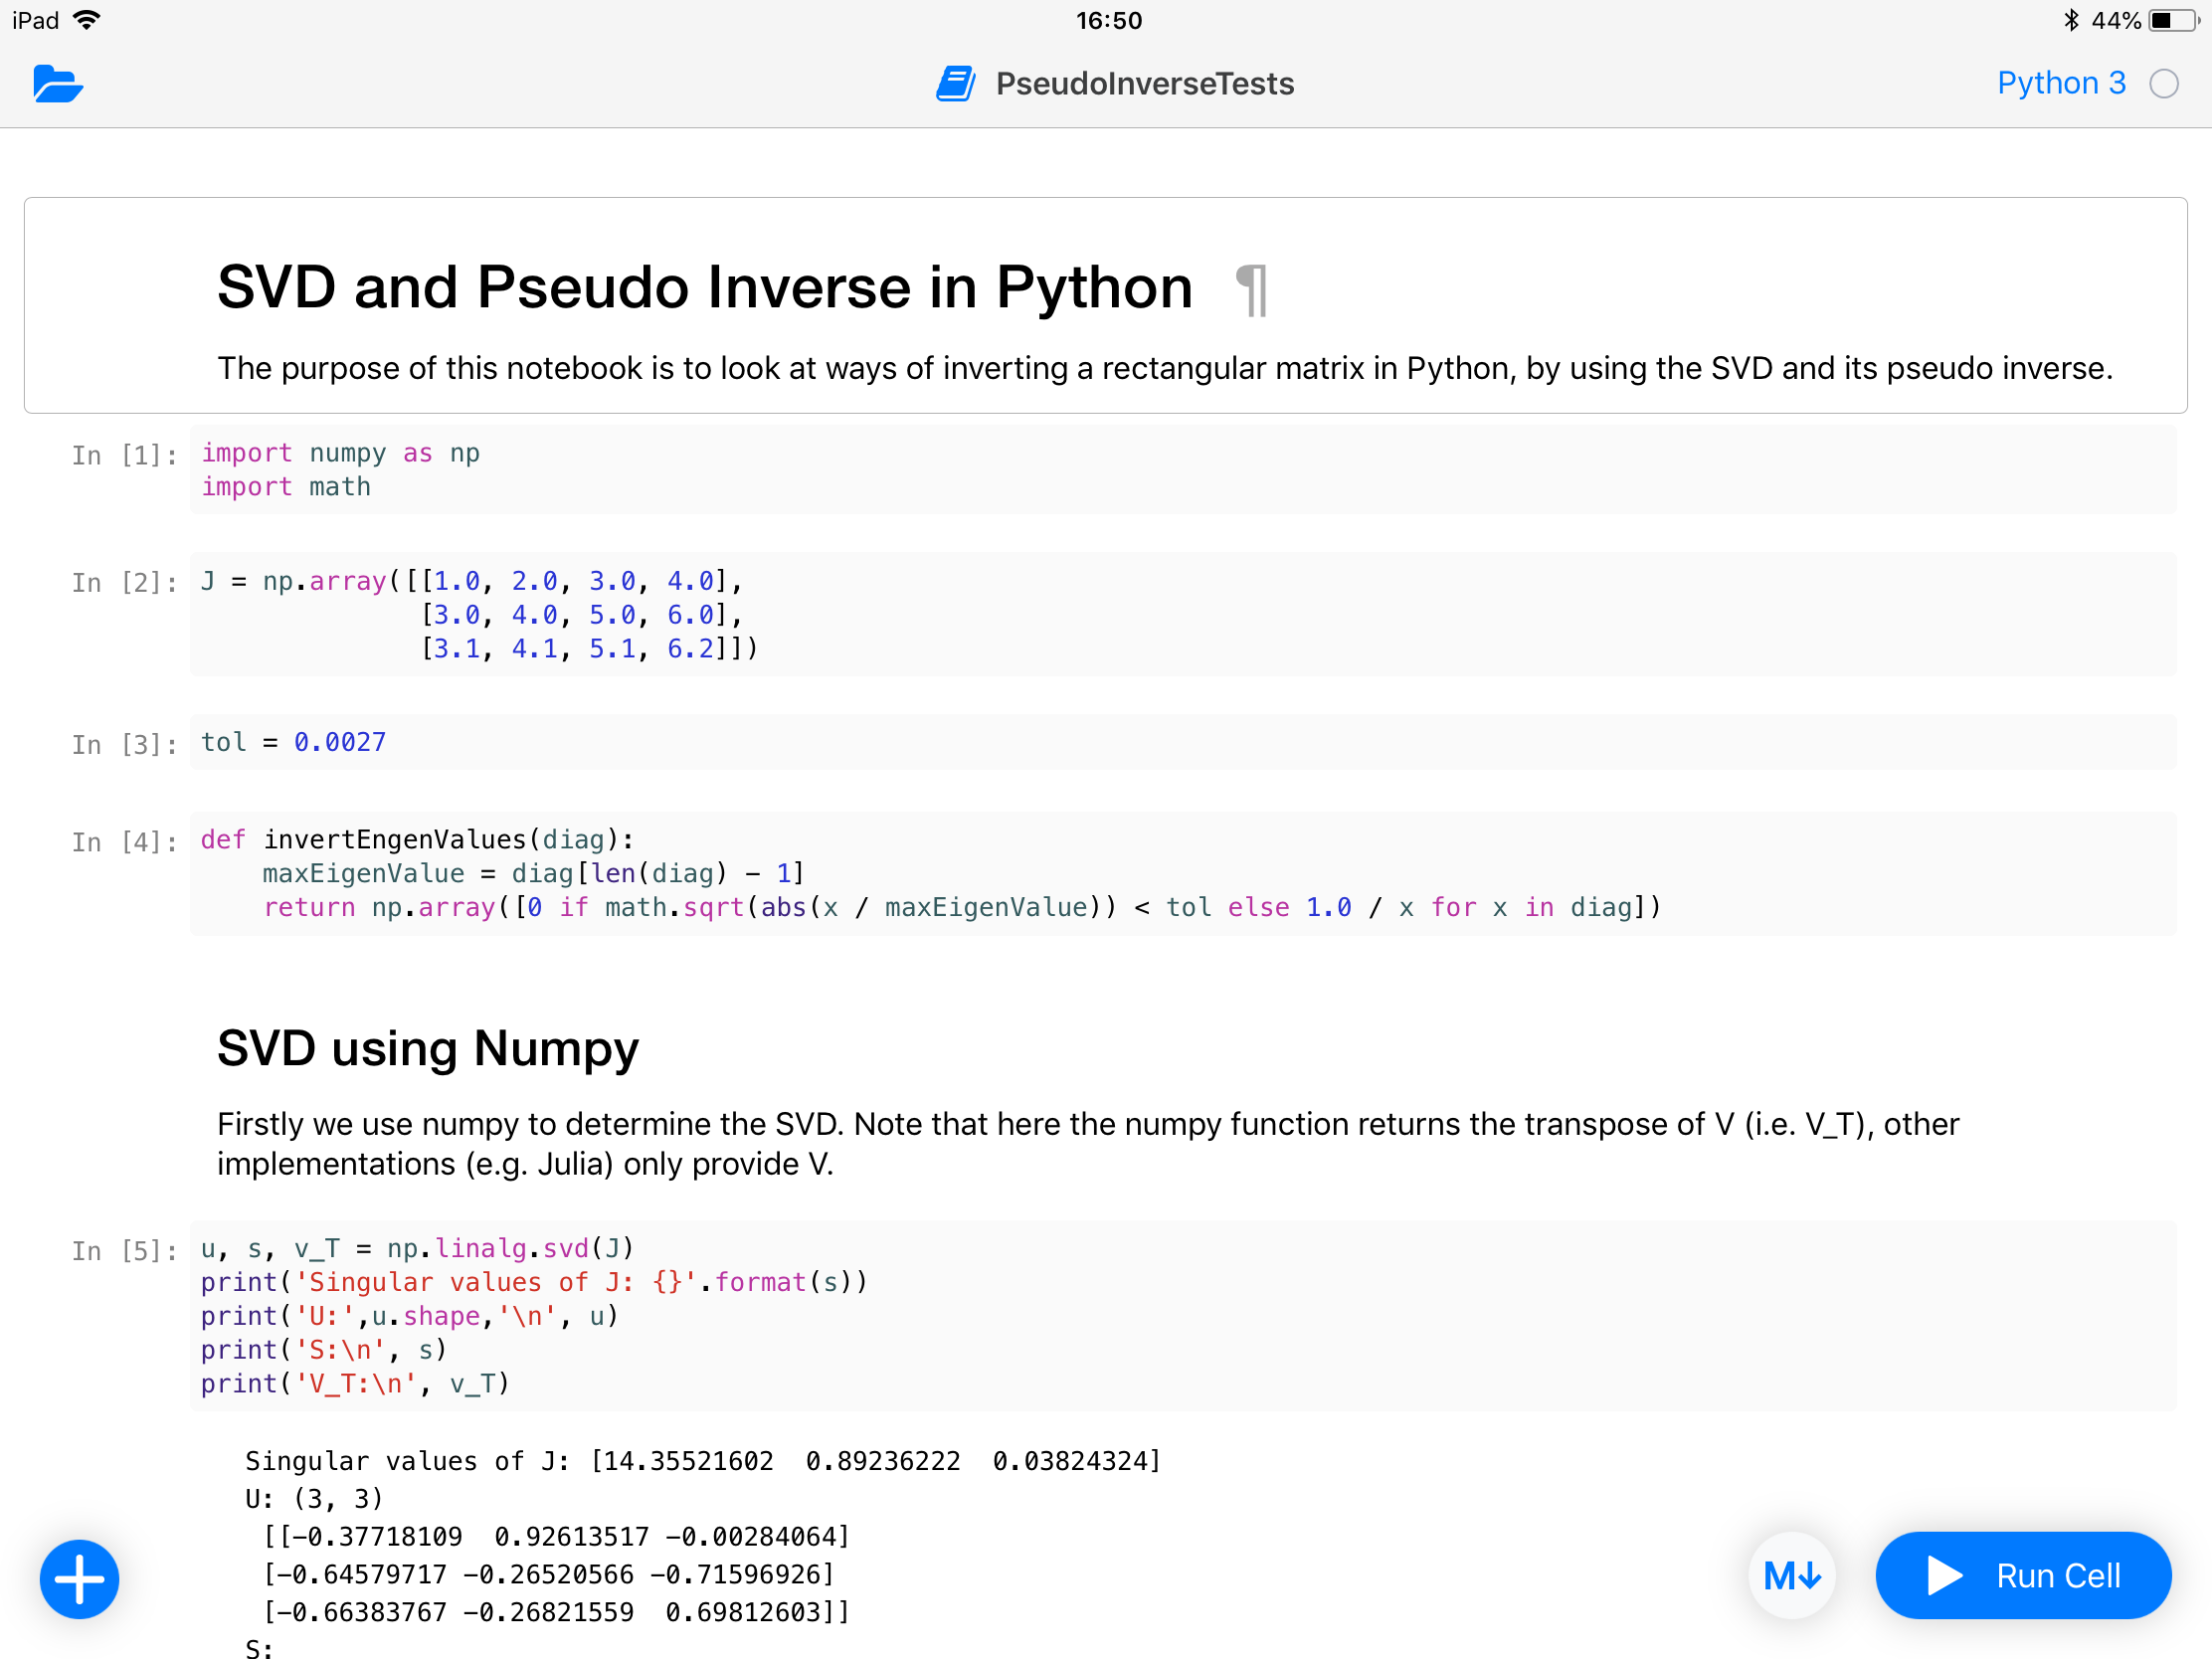 iPad
16:50
44%
PseudoInverseTests
Python 3
SVD and Pseudo Inverse in Python ¶
The purpose of this notebook is to look at ways of inverting a rectangular matrix in Python, by using the SVD and its pseudo inverse.
In [1]:
import numpy as np
import math
In [2]:
J = np.array([[1.0, 2.0, 3.0, 4.0],
              [3.0, 4.0, 5.0, 6.0],
              [3.1, 4.1, 5.1, 6.2]])
In [3]:
tol = 0.0027
In [4]:
def invertEngenValues(diag):
    maxEigenValue = diag[len(diag) - 1]
    return np.array([0 if math.sqrt(abs(x / maxEigenValue)) < tol else 1.0 / x for x in diag])
SVD using Numpy
Firstly we use numpy to determine the SVD. Note that here the numpy function returns the transpose of V (i.e. V_T), other
implementations (e.g. Julia) only provide V.
In [5]:
u, s, v_T = np.linalg.svd(J)
print('Singular values of J: {}'.format(s))
print('U:',u.shape,'\n', u)
print('S:\n', s)
print('V_T:\n', v_T)
Singular values of J: [14.35521602  0.89236222  0.03824324]
U: (3, 3)
 [[-0.37718109  0.92613517 -0.00284064]
 [-0.64579717 -0.26520566 -0.71596926]
 [-0.66383767 -0.26821559  0.69812603]]
S:
M↓
Run Cell